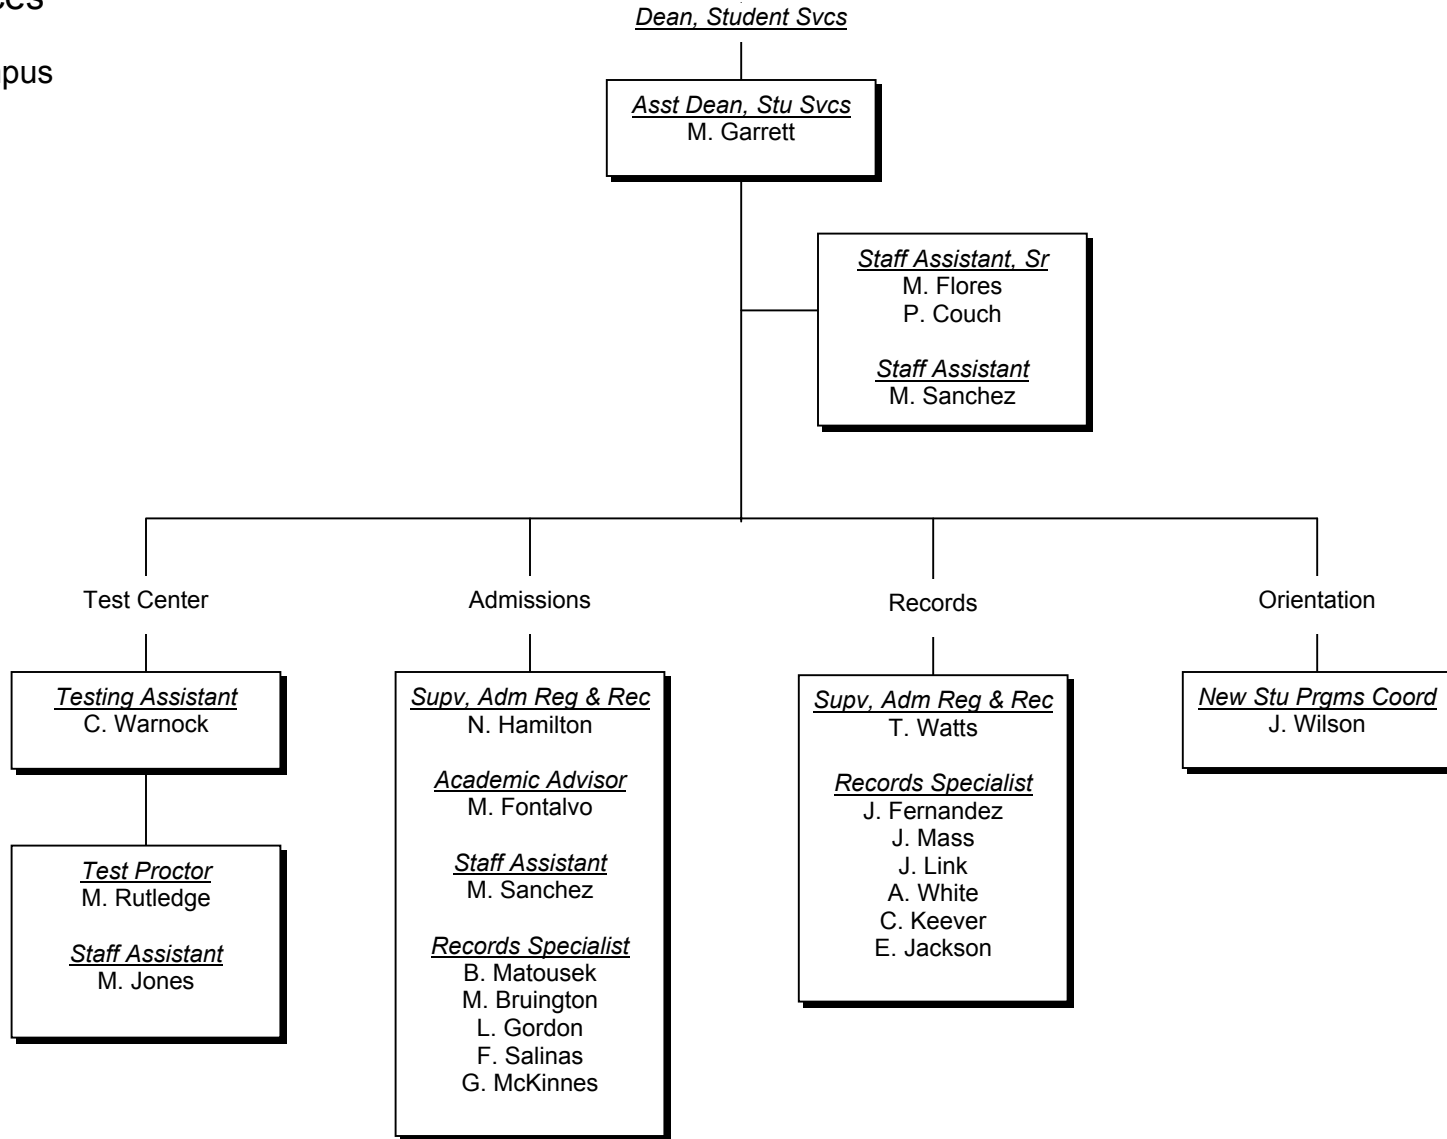 Dean, Student Svcs
Asst Dean, Stu Svcs
M. Garrett
Staff Assistant, Sr
M. Flores
P. Couch
Staff Assistant
M. Sanchez
Test Center
Testing Assistant
C. Warnock
Test Proctor
M. Rutledge
Staff Assistant
M. Jones
Admissions
Supv, Adm Reg & Rec
N. Hamilton
Academic Advisor
M. Fontalvo
Staff Assistant
M. Sanchez
Records Specialist
B. Matousek
M. Bruington
L. Gordon
F. Salinas
G. McKinnes
Records
Supv, Adm Reg & Rec
T. Watts
Records Specialist
J. Fernandez
J. Mass
J. Link
A. White
C. Keever
E. Jackson
Orientation
New Stu Prgms Coord
J. Wilson